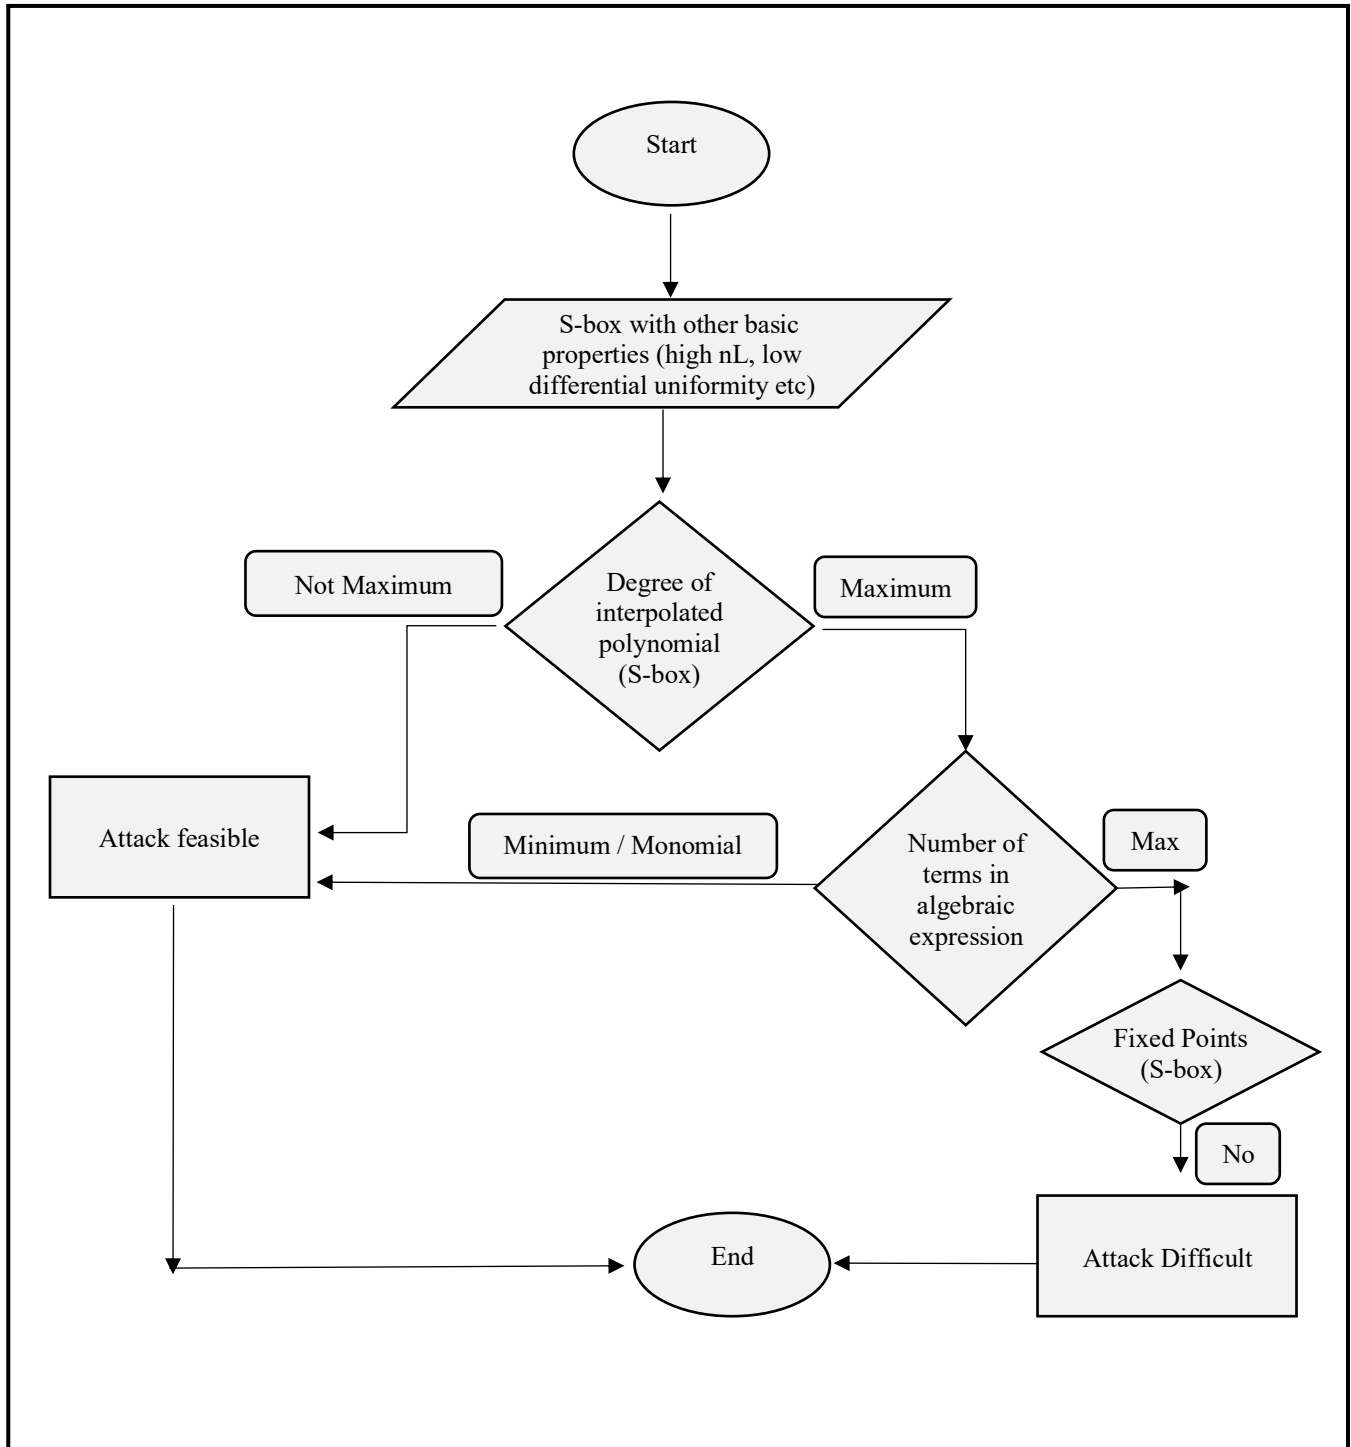 Start
S-box with other basic
properties (high nL, low
differential uniformity etc)
Not Maximum
Degree of
interpolated
polynomial
(S-box)
Maximum
Attack feasible
Minimum / Monomial
Number of
terms in
algebraic
expression
Max
Fixed Points
(S-box)
No
End
Attack Difficult